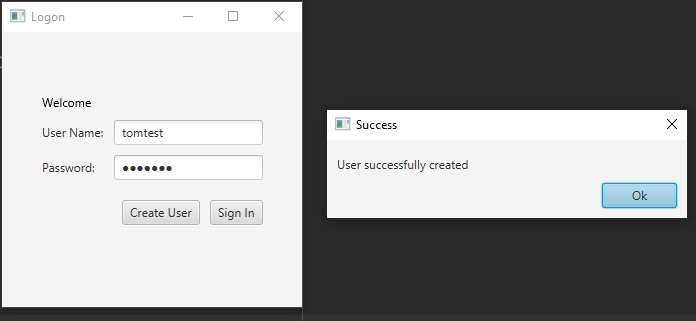 Logon
Welcome
User Name: tomtest
Password: ●●●●●●●
Create User Sign In
Success
User successfully created
Ok